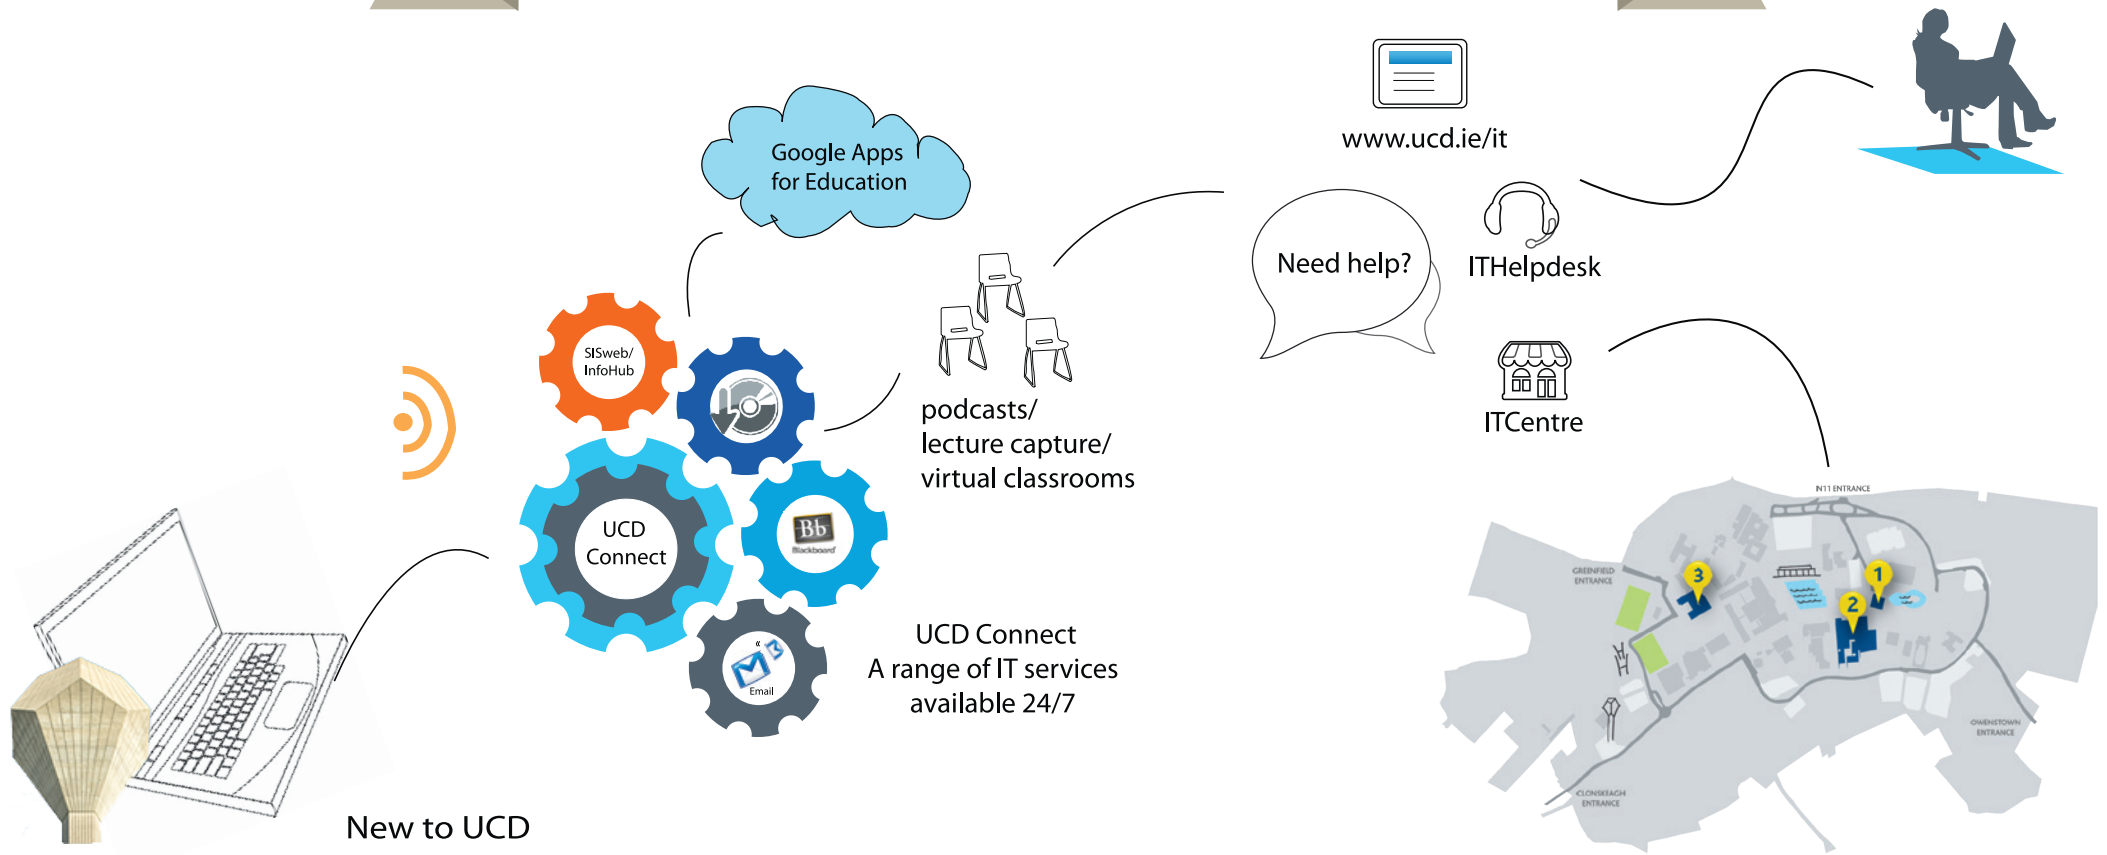 www.ucd.ie/it
Google Apps
for Education
Need help?
ITHelpdesk
SISweb/
InfoHub
podcasts/
lecture capture/
virtual classrooms
ITCentre
UCD
Connect
Bb
Blackboard
Email
UCD Connect
A range of IT services
available 24/7
New to UCD
N11 ENTRANCE
GREENFIELD
ENTRANCE
3
1
2
OWENSTOWN
ENTRANCE
CLONSKEAGH
ENTRANCE